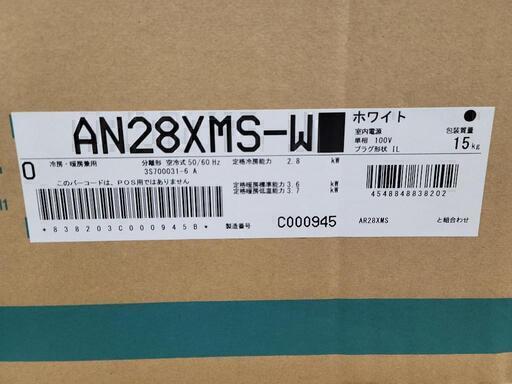 AN28XMS-W
ホワイト
室内電源
単相 100V
プラグ形状 IL
包装質量
15kg
0
冷房・暖房兼用
分離形 空冷式 50/60 Hz
3S700031-6 A
定格冷房能力 2.8 kW
このバーコードは、POS用ではありません
定格暖房標準能力 3.6 kW
定格暖房低温能力 3.7 kW
4548848838202
*838203C000945B*
製造番号 C000945
AR28XMS と組合わせ